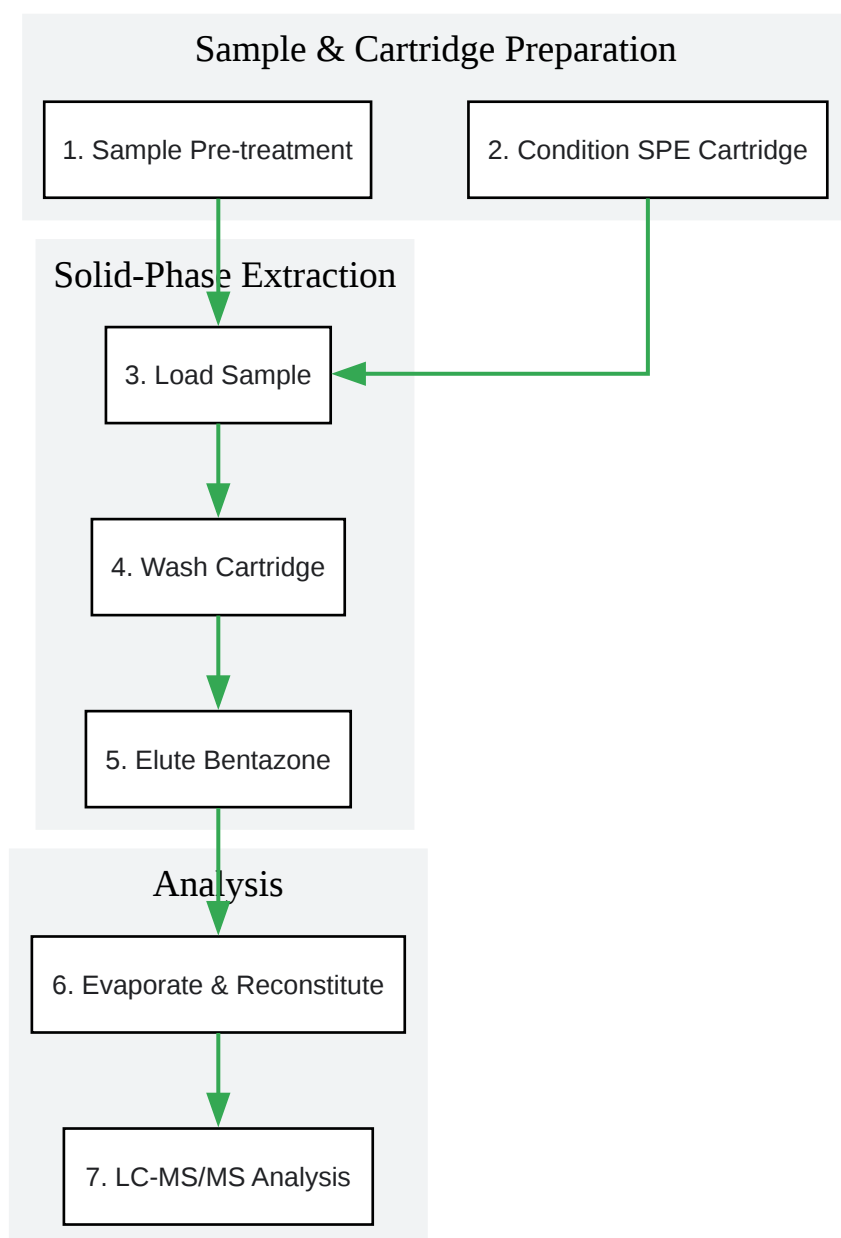 Sample & Cartridge Preparation
1. Sample Pre-treatment
2. Condition SPE Cartridge
Solid-Phase Extraction
3. Load Sample
4. Wash Cartridge
5. Elute Bentazone
Analysis
6. Evaporate & Reconstitute
7. LC-MS/MS Analysis